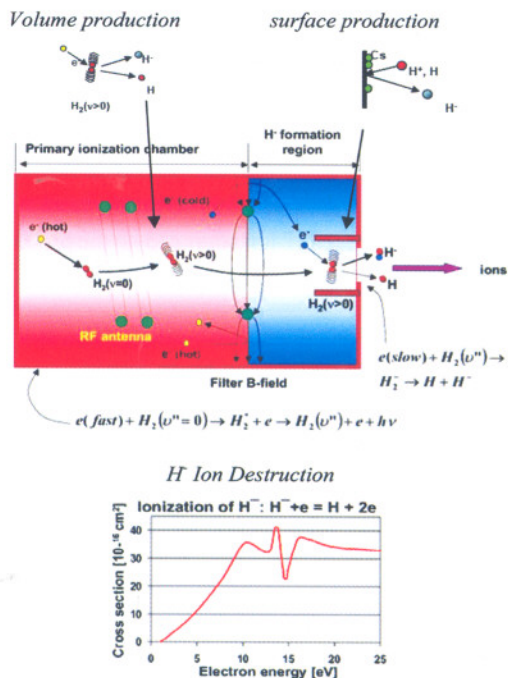 Volume production
surface production
e
H⁻
H
H₂(ν>0)
Cs
H⁺, H
H⁻
Primary ionization chamber
H⁻ formation
region
e⁻ (cold)
e⁻ (hot)
e⁻
H₂(ν>0)
H₂(ν=0)
H⁻
H
ions
H₂(ν>0)
RF antenna
e⁻ (hot)
Filter B-field
e(slow) + H₂(υ") →
H₂⁻ → H + H⁻
e(fast) + H₂(υ"=0) → H₂* + e → H₂(υ") + e + hν
H⁻ Ion Destruction
Ionization of H⁻: H⁻+e = H + 2e
Cross section [10⁻¹⁶ cm²]
40
30
20
10
0
0 5 10 15 20 25
Electron energy [eV]